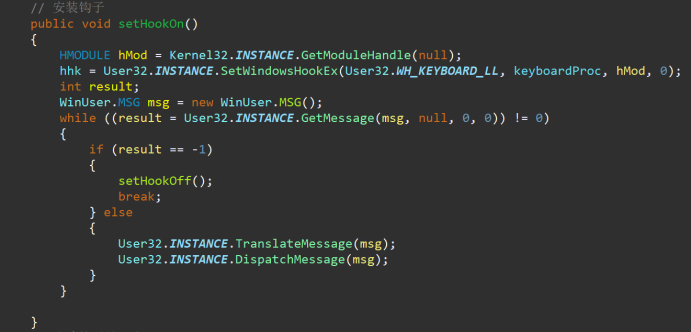 // 安装钩子
public void setHookOn()
{
HMODULE hMod = Kernel32.INSTANCE.GetModuleHandle(null);
hhk = User32.INSTANCE.SetWindowsHookEx(User32.WH_KEYBOARD_LL, keyboardProc, hMod, 0);
int result;
WinUser.MSG msg = new WinUser.MSG();
while ((result = User32.INSTANCE.GetMessage(msg, null, 0, 0)) != 0)
{
if (result == -1)
{
setHookOff();
break;
} else
{
User32.INSTANCE.TranslateMessage(msg);
User32.INSTANCE.DispatchMessage(msg);
}
}
}